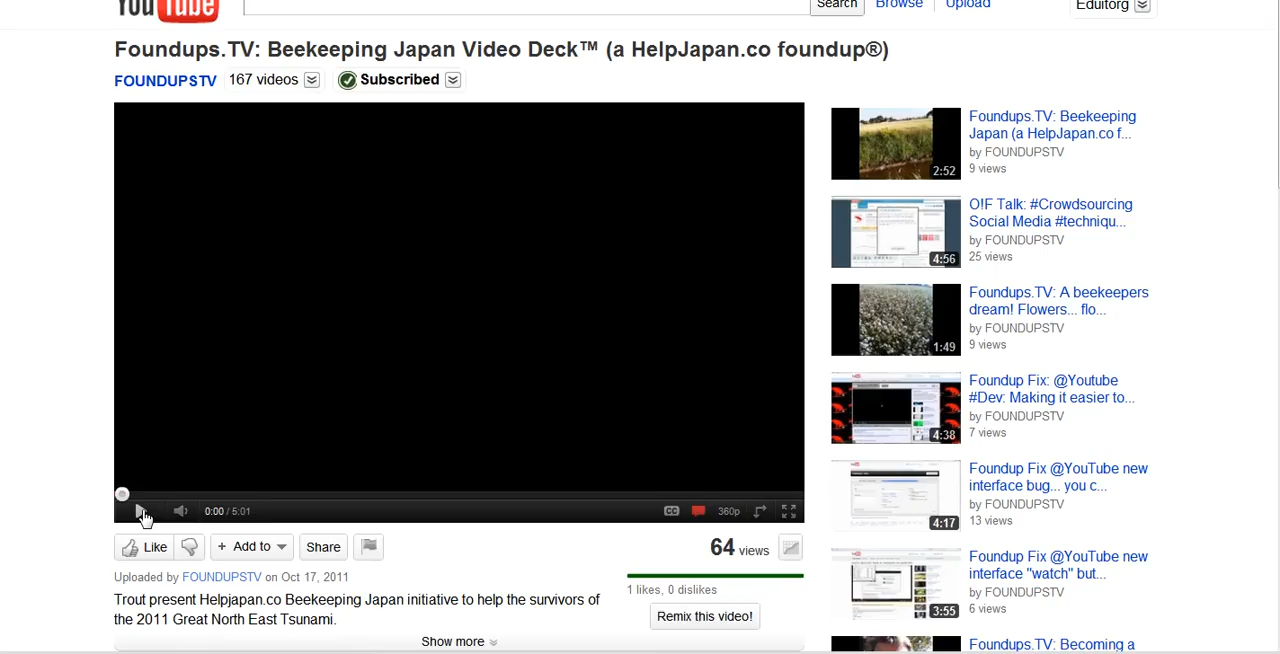 YouTube
Search
Browse
Upload
Eduitorg
Foundups.TV: Beekeeping Japan Video Deck™ (a HelpJapan.co foundup®)
FOUNDUPSTV
167 videos
Subscribed
0:00 / 5:01
CC
360p
Like
+ Add to
Share
64 views
Uploaded by FOUNDUPSTV on Oct 17, 2011
1 likes, 0 dislikes
Trout present Helpjapan.co Beekeeping Japan initiative to help the survivors of
the 2011 Great North East Tsunami.
Remix this video!
Show more
2:52
Foundups.TV: Beekeeping
Japan (a HelpJapan.co f...
by FOUNDUPSTV
9 views
4:56
O!F Talk: #Crowdsourcing
Social Media #techniqu...
by FOUNDUPSTV
25 views
1:49
Foundups.TV: A beekeepers
dream! Flowers... flo...
by FOUNDUPSTV
9 views
4:38
Foundup Fix: @Youtube
#Dev: Making it easier to...
by FOUNDUPSTV
7 views
4:17
Foundup Fix @YouTube new
interface bug... you c...
by FOUNDUPSTV
13 views
3:55
Foundup Fix @YouTube new
interface "watch" but...
by FOUNDUPSTV
6 views
Foundups.TV: Becoming a